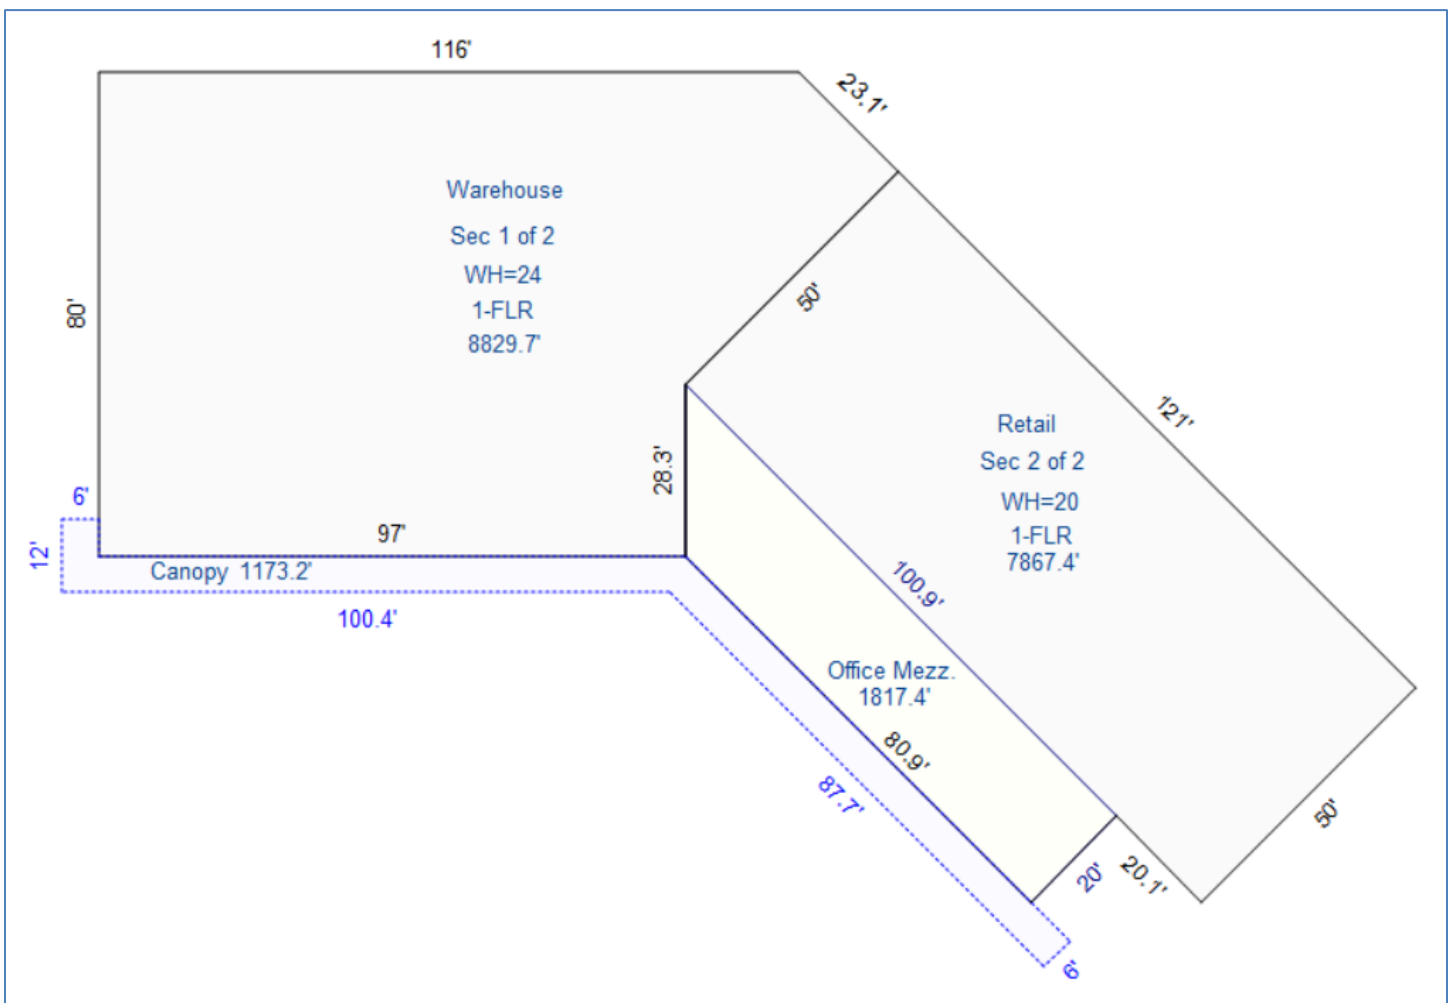 116'
23.1'
Warehouse
Sec 1 of 2
WH=24
1-FLR
8829.7'
80'
50'
28.3'
121'
Retail
Sec 2 of 2
WH=20
1-FLR
7867.4'
6'
12'
97'
Canopy 1173.2'
100.4'
100.9'
Office Mezz.
1817.4'
80.9'
87.7'
50'
20'
20.1'
6'